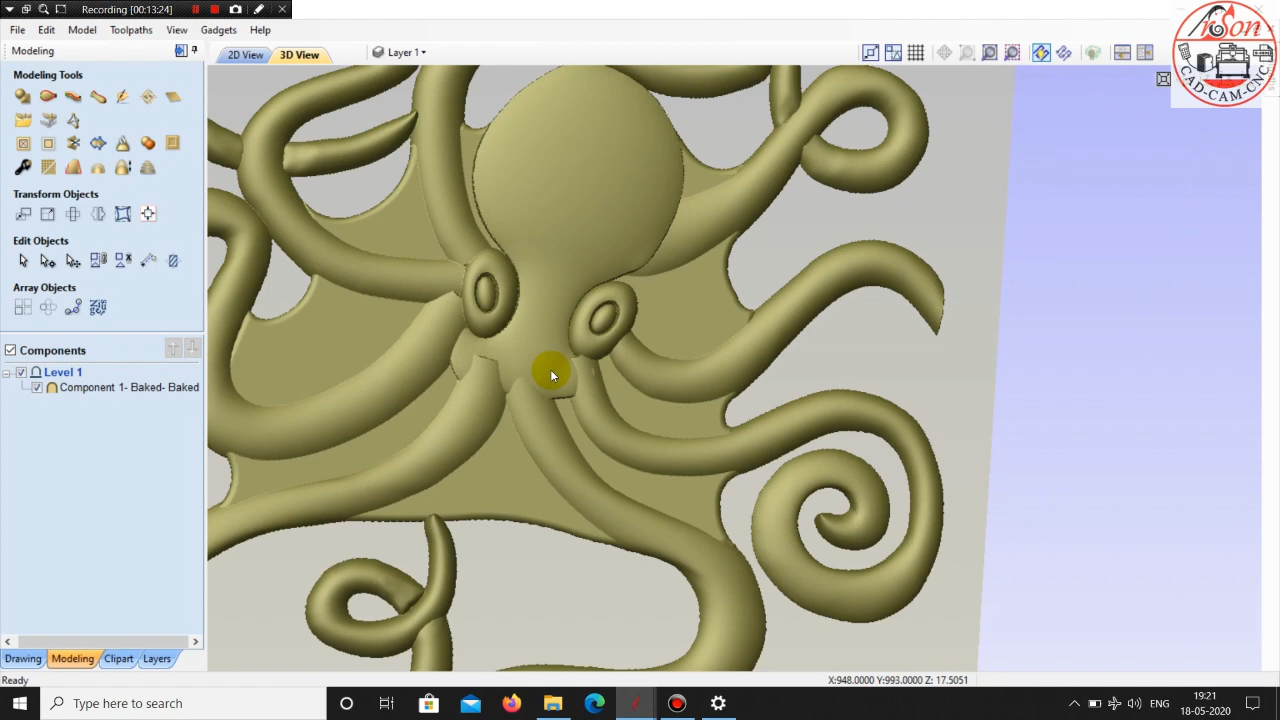 Recording [00:13:24]
File Edit Model Toolpaths View Gadgets Help
Modeling
2D View 3D View Layer 1
Modeling Tools
Transform Objects
Edit Objects
Array Objects
Components
Level 1
Component 1- Baked- Baked
Drawing Modeling Clipart Layers
Ready
X:948.0000 Y:993.0000 Z: 17.5051
CAD-CAM-CNC
Type here to search
ENG
19:21
18-05-2020